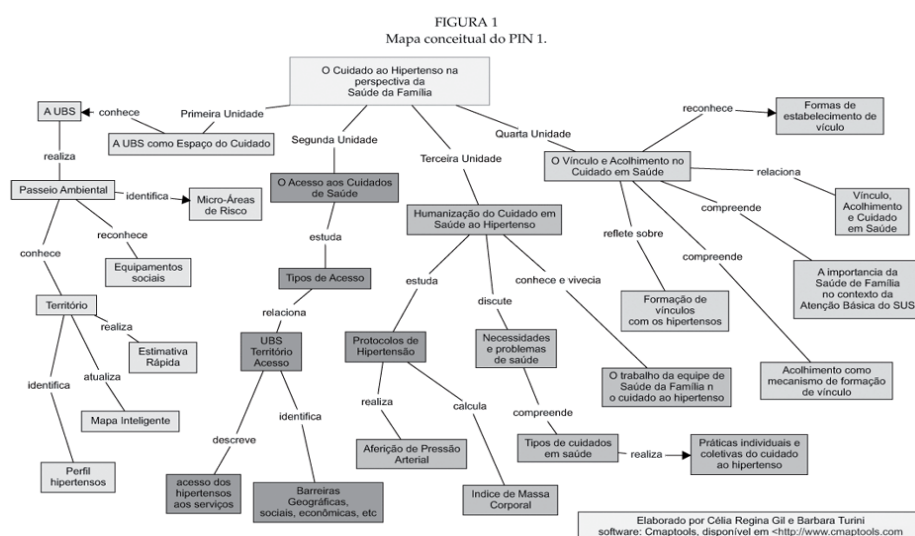 FIGURA 1
Mapa conceitual do PIN 1.
O Cuidado ao Hipertenso na
perspectiva da
Saúde da Família
Primeira Unidade
Segunda Unidade
Terceira Unidade
Quarta Unidade
A UBS
conhece
A UBS como Espaço do Cuidado
realiza
Passeio Ambiental
identifica
Micro-Áreas
de Risco
reconhece
Equipamentos
sociais
conhece
Território
realiza
Estimativa
Rápida
atualiza
Mapa Inteligente
identifica
Perfil
hipertensos
O Acesso aos Cuidados
de Saúde
estuda
Tipos de Acesso
relaciona
UBS
Território
Acesso
descreve
acesso dos
hipertensos
aos serviços
identifica
Barreiras
Geográficas,
sociais, econômicas, etc
Humanização do Cuidado em
Saúde ao Hipertenso
estuda
Protocolos de
Hipertensão
realiza
Aferição de Pressão
Arterial
calcula
Indice de Massa
Corporal
discute
Necessidades
e problemas
de saúde
compreende
Tipos de cuidados
em saúde
realiza
Práticas individuais e
coletivas do cuidado
ao hipertenso
conhece e vivecia
O trabalho da equipe de
Saúde da Família n
o cuidado ao hipertenso
O Vínculo e Acolhimento no
Cuidado em Saúde
reconhece
Formas de
estabelecimento de
vículo
relaciona
Vínculo,
Acolhimento
e Cuidado
em Saúde
compreende
A importancia da
Saúde de Família
no contexto da
Atenção Básica do SUS
compreende
Acolhimento como
mecanismo de formação
de vínculo
reflete sobre
Formação de
vínculos
com os hipertensos
Elaborado por Célia Regina Gil e Barbara Turini
software: Cmaptools, disponível em <http://www.cmaptools.com